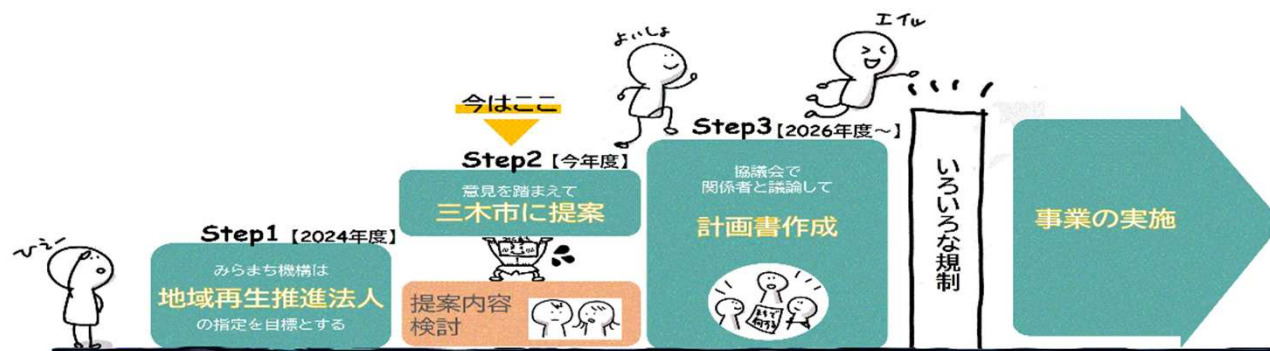 ひえー
Step1【2024年度】
みらまち機構は
地域再生推進法人
の指定を目標とする
今はここ
Step2【今年度】
意見を踏まえて
三木市に提案
提案内容
検討
よいしょ
Step3【2026年度～】
協議会で
関係者と議論して
計画書作成
エイル
いろいろな規制
事業の実施